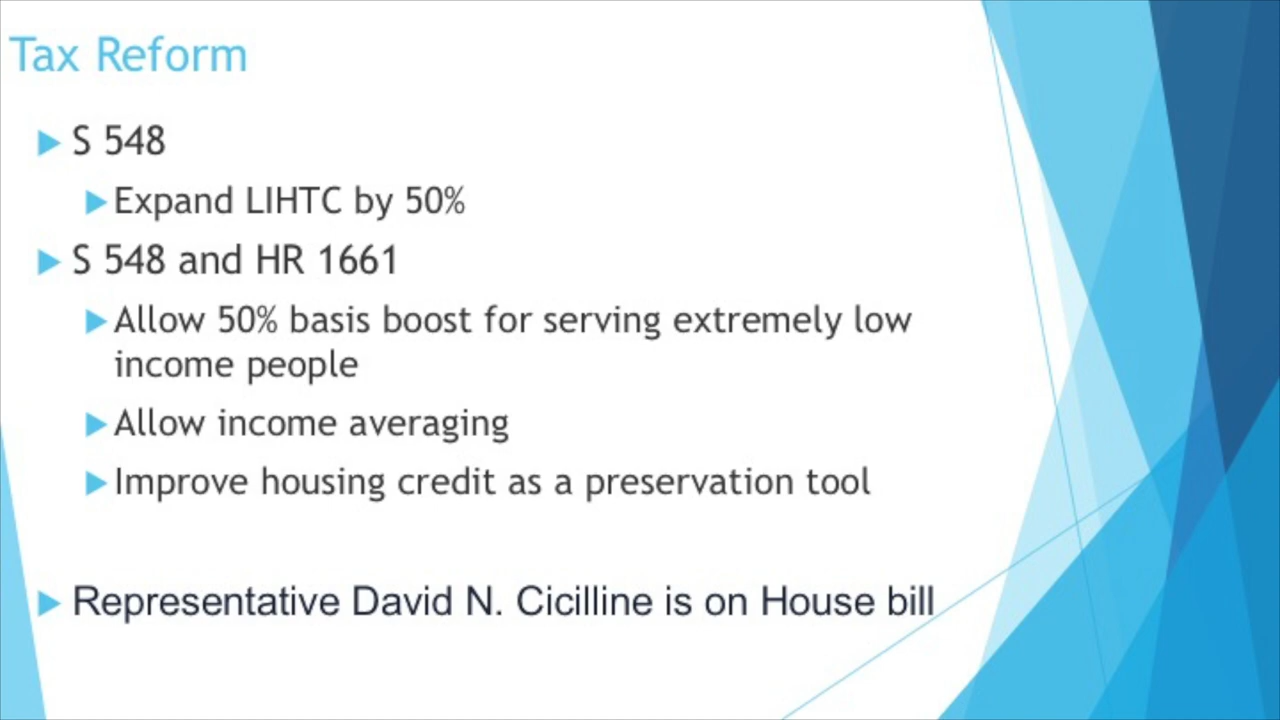 Tax Reform
S 548
Expand LIHTC by 50%
S 548 and HR 1661
Allow 50% basis boost for serving extremely low
income people
Allow income averaging
Improve housing credit as a preservation tool
Representative David N. Cicilline is on House bill